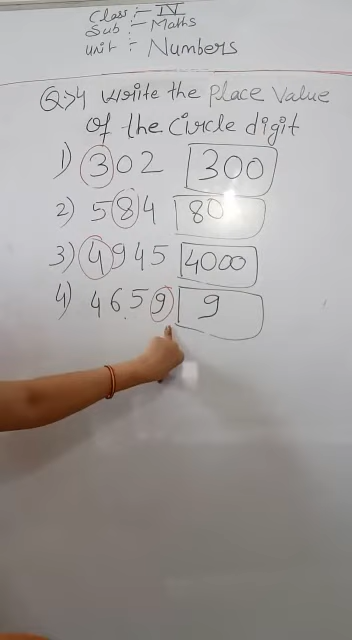 Class :- IV
Sub :- Maths
Unit :- Numbers
Q→4 Write the place value
of the circle digit
1) 302 300
2) 584 80
3) 4945 4000
4) 4659 9